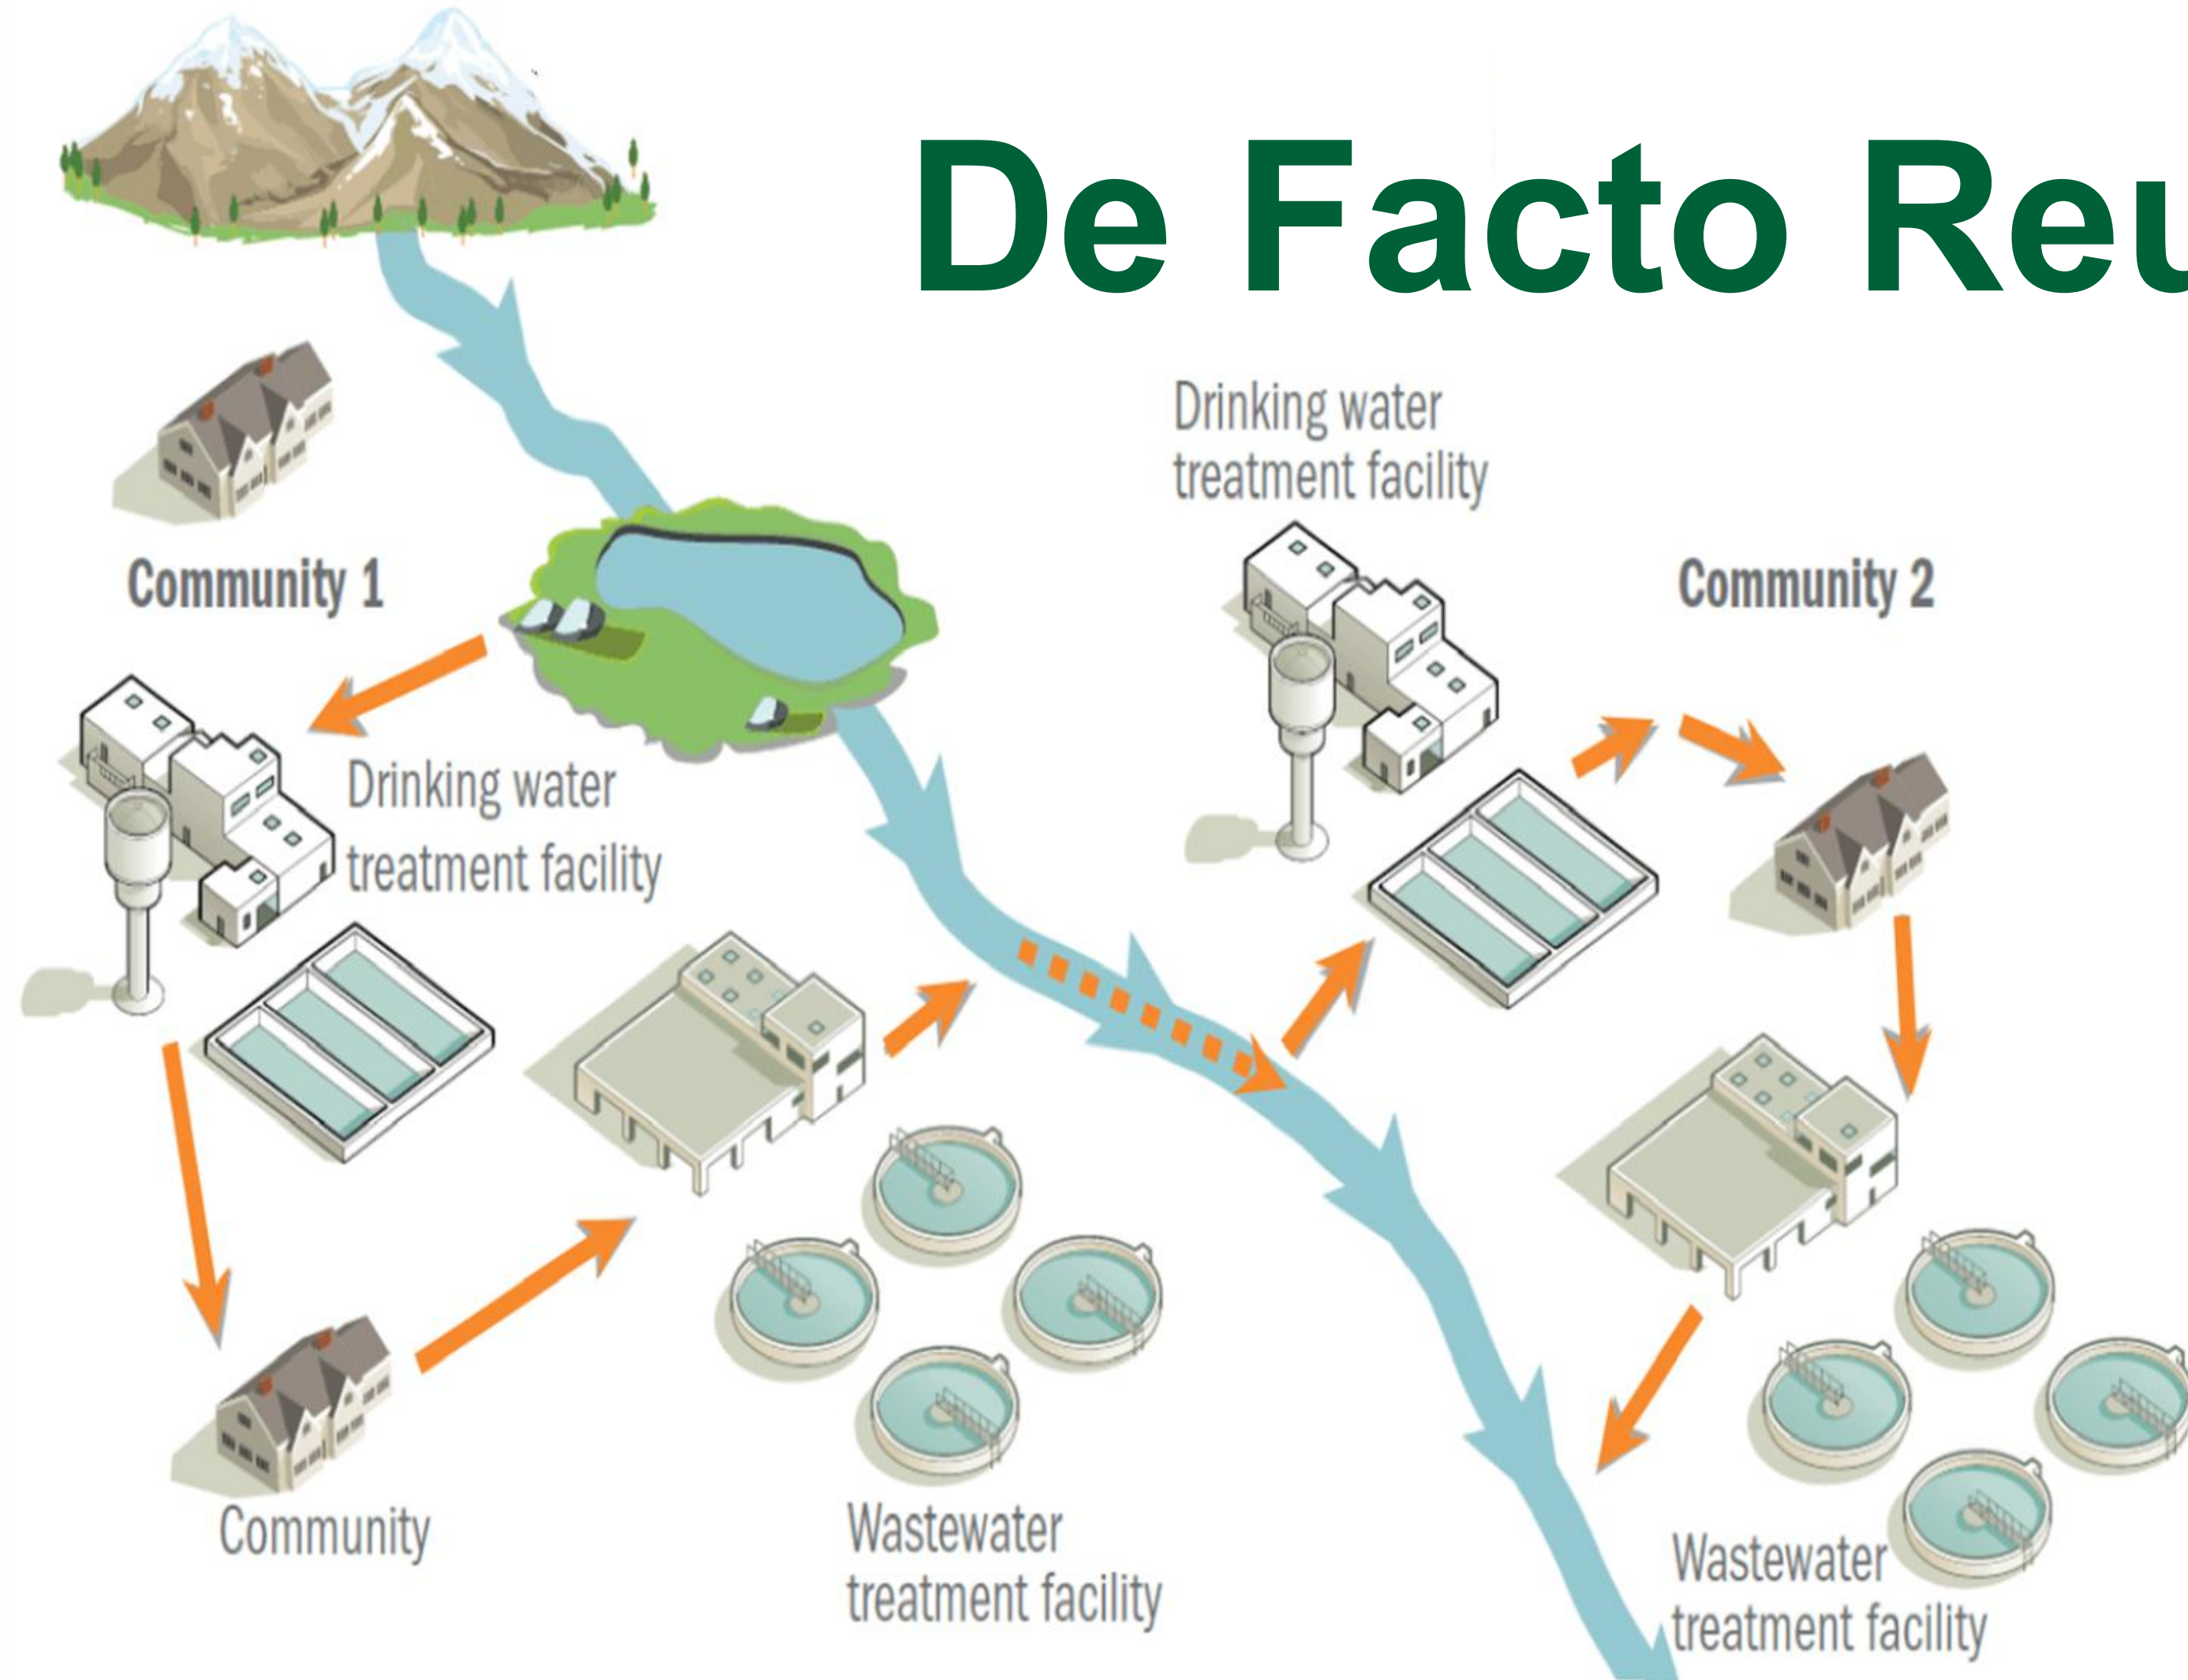 De Facto Reu
Drinking water
treatment facility
Community 1
Community 2
Drinking water
treatment facility
Community
Wastewater
treatment facility
Wastewater
treatment facility